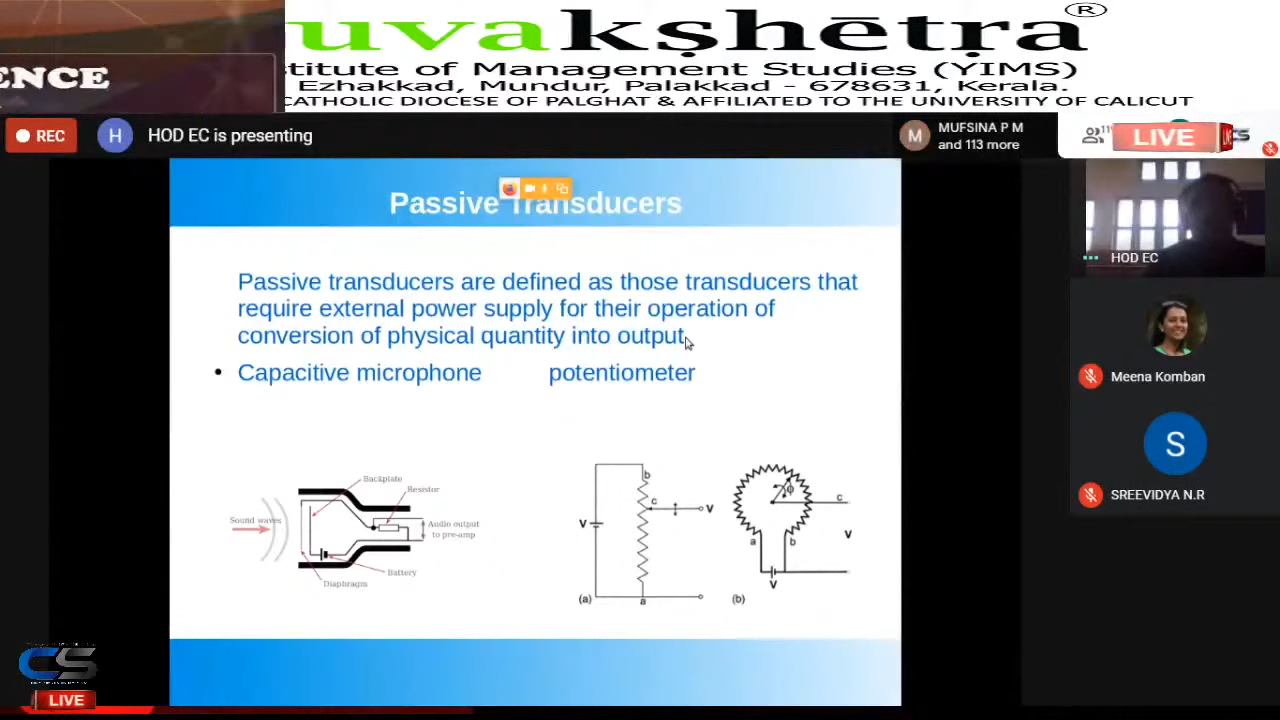 uvakṣhētṛa®
ENCE
stitute of Management Studies (YIMS)
Ezhakkad, Mundur, Palakkad - 678631, Kerala.
CATHOLIC DIOCESE OF PALGHAT & AFFILIATED TO THE UNIVERSITY OF CALICUT
REC
H
HOD EC is presenting
M
MUFSINA P M
and 113 more
LIVE
Passive Transducers
Passive transducers are defined as those transducers that
require external power supply for their operation of
conversion of physical quantity into output.
• Capacitive microphone potentiometer
Backplate
Resistor
Sound waves
Audio output
to pre-amp
Battery
Diaphragm
V
b
c
V
a
(a)
ϕ
c
a
b
V
V
(b)
HOD EC
Meena Komban
S
SREEVIDYA N.R
CS
LIVE